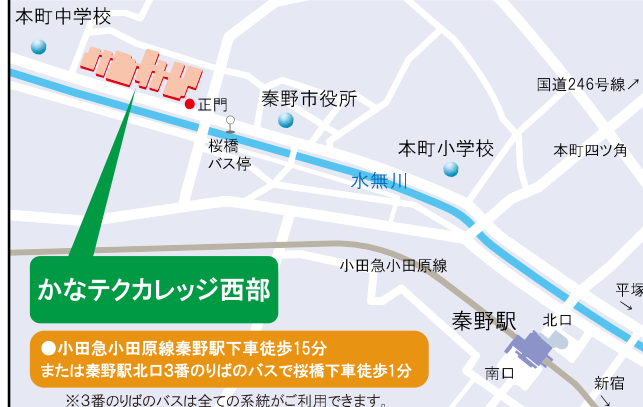 本町中学校
国道246号線↗
正門
秦野市役所
桜橋
バス停
本町小学校
本町四ツ角
水無川
小田急小田原線
かなテクカレッジ西部
平塚
↘
秦野駅
北口
南口
新宿
↘
●小田急小田原線秦野駅下車徒歩15分
または秦野駅北口3番のりばのバスで桜橋下車徒歩1分
※3番のりばのバスは全ての系統がご利用できます。